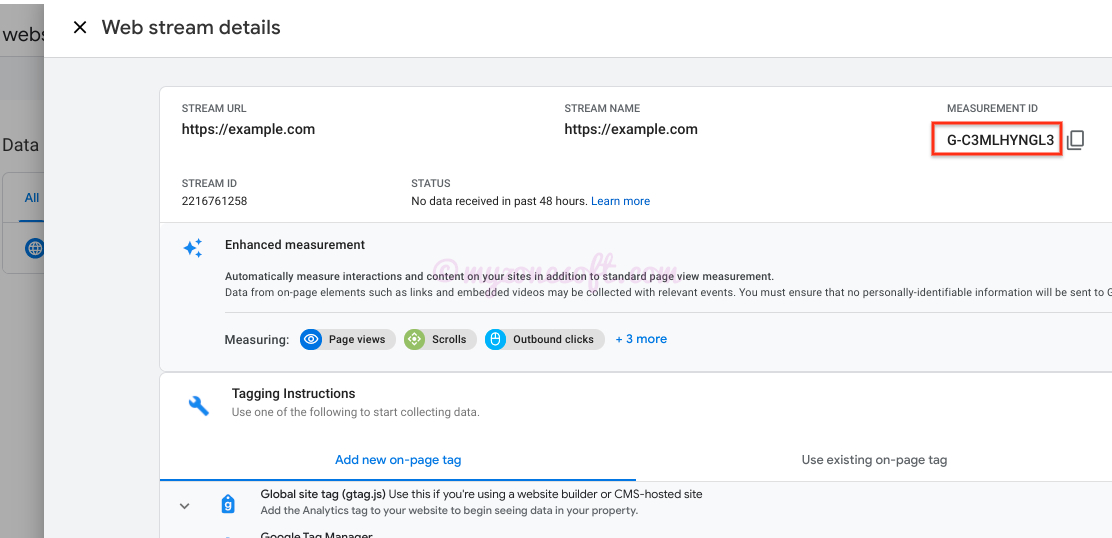 Web stream details
webs
STREAM URL
STREAM NAME
MEASUREMENT ID
https://example.com
https://example.com
G-C3MLHYNGL3
Data
STREAM ID
STATUS
2216761258
No data received in past 48 hours. Learn more
All
Enhanced measurement
© myzonesoft.com
Automatically measure interactions and content on your sites in addition to standard page view measurement.
Data from on-page elements such as links and embedded videos may be collected with relevant events. You must ensure that no personally-identifiable information will be sent to G
Measuring:
Page views
Scrolls
Outbound clicks
+ 3 more
Tagging Instructions
Use one of the following to start collecting data.
Add new on-page tag
Use existing on-page tag
Global site tag (gtag.js) Use this if you're using a website builder or CMS-hosted site
g
Add the Analytics tag to your website to begin seeing data in your property.
Google Tag Manager